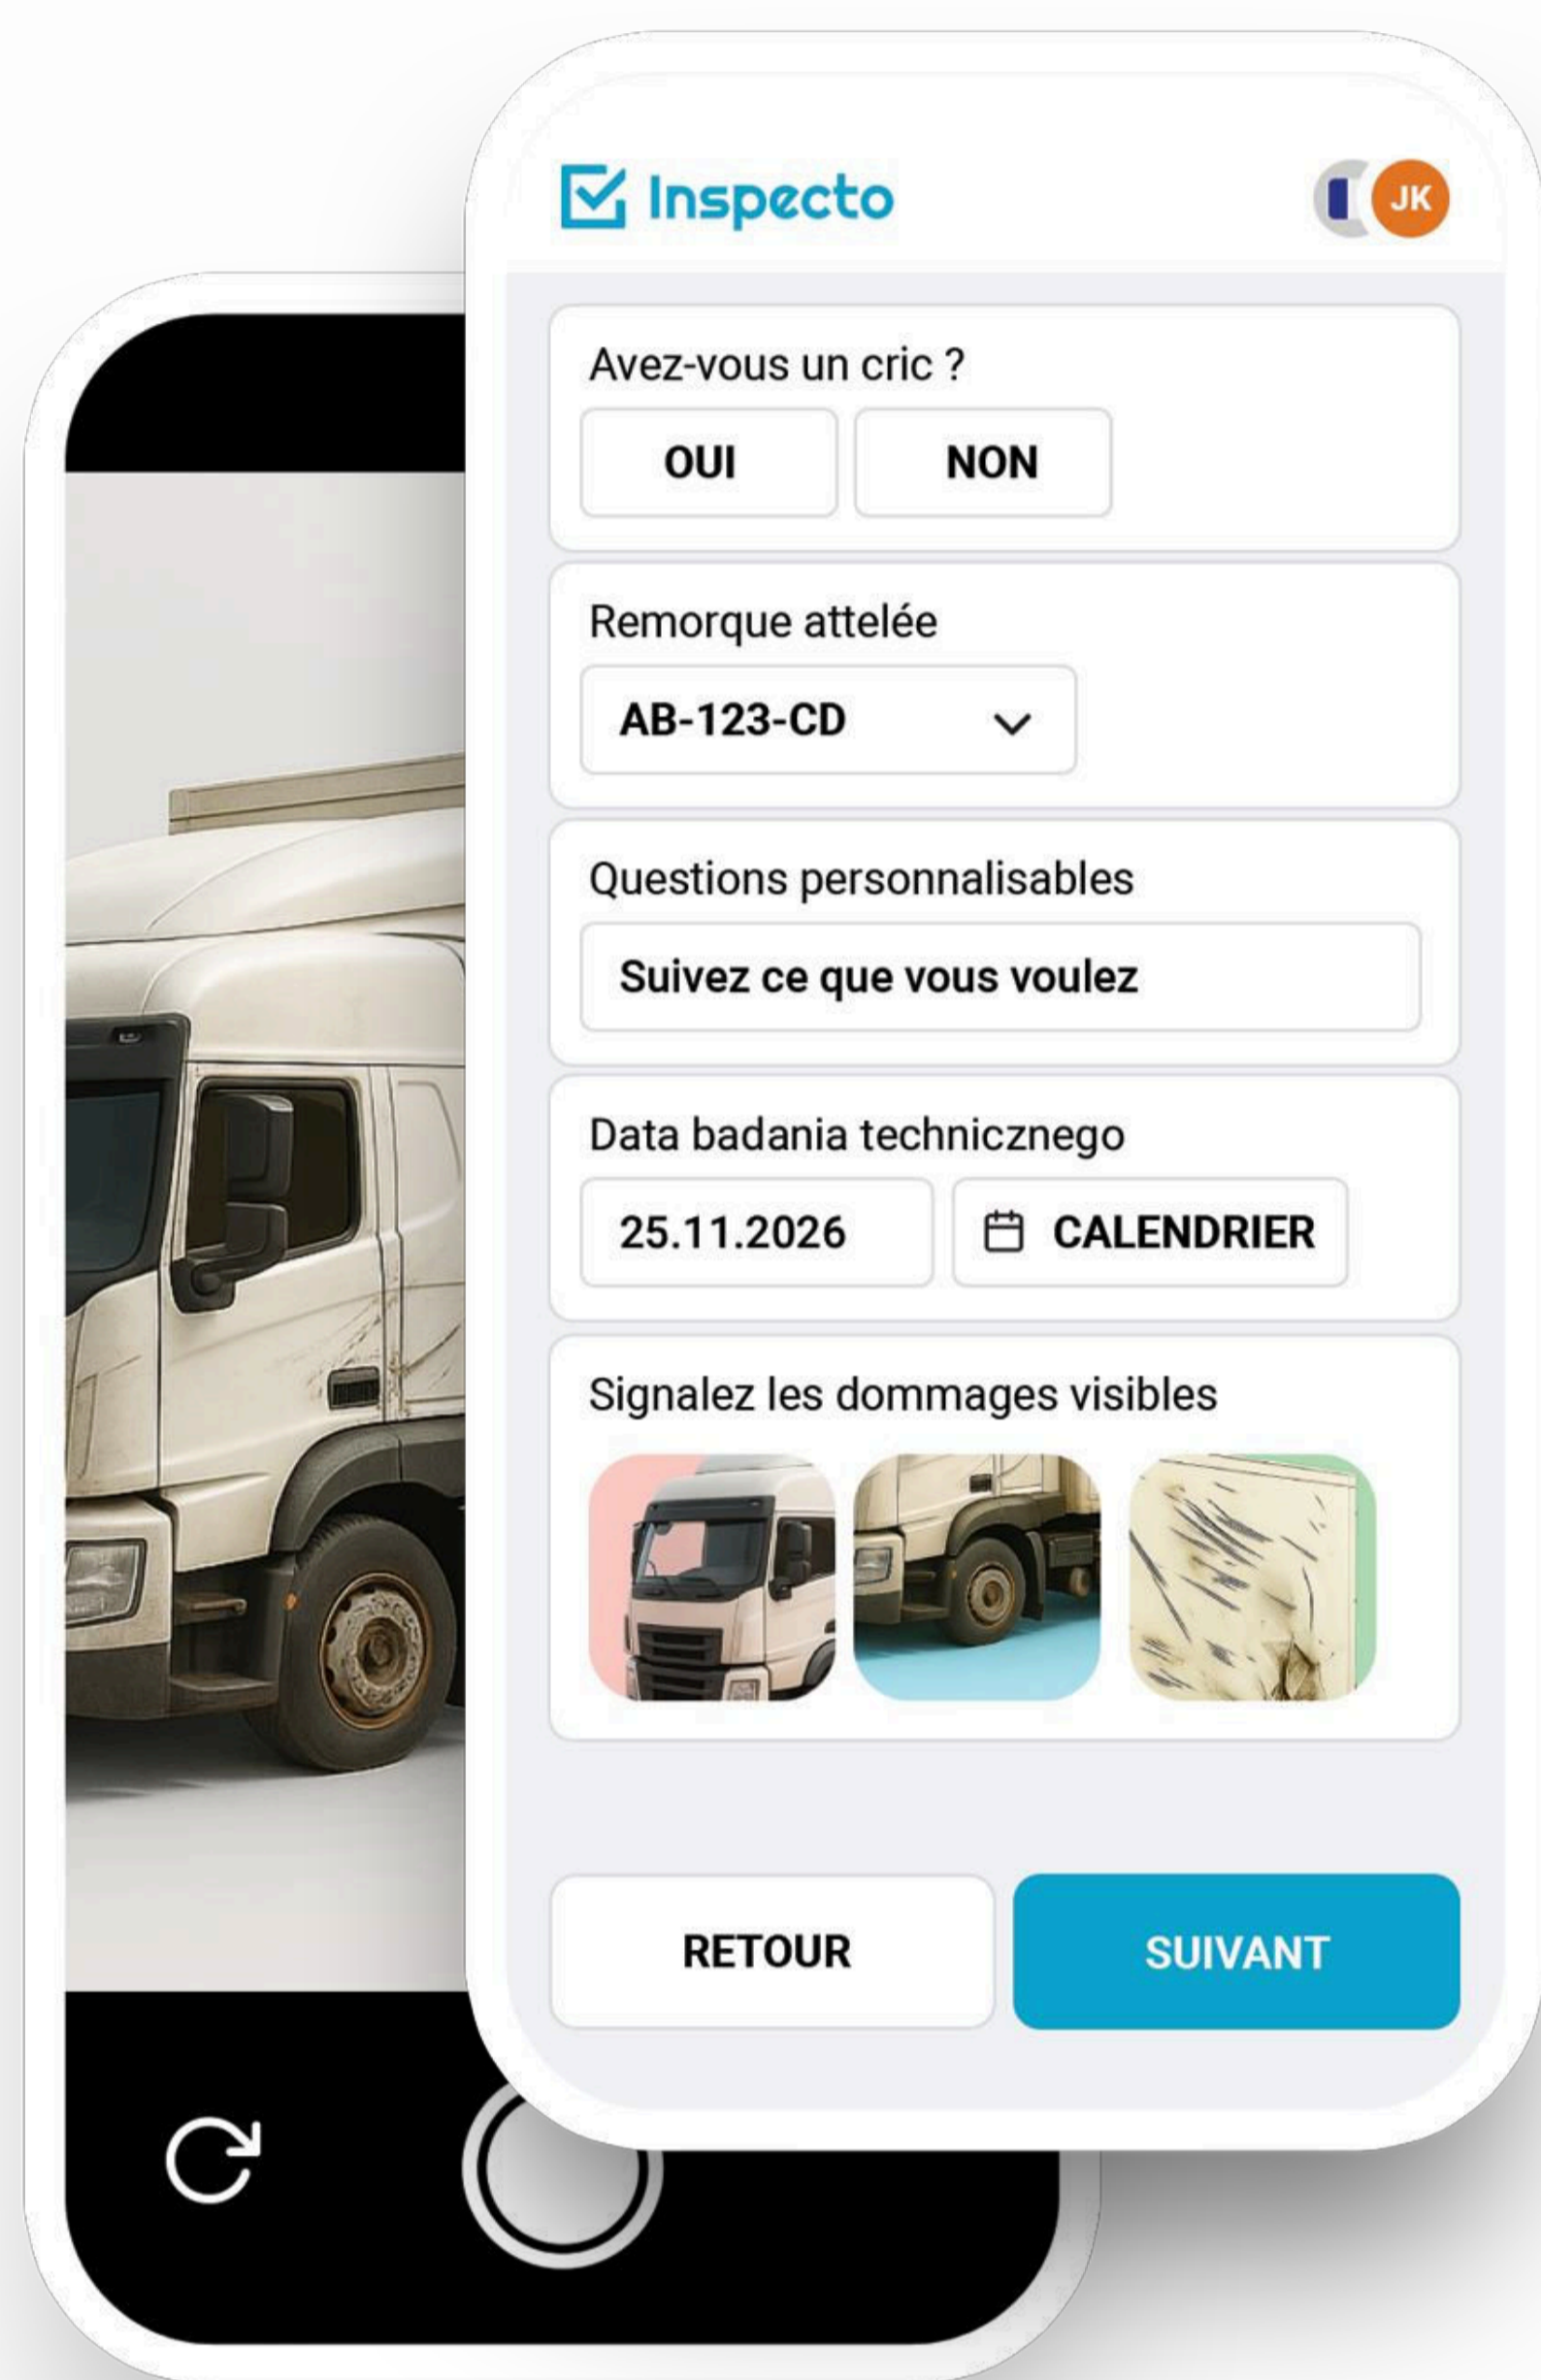 Inspecto
JK
Avez-vous un cric ?
OUI NON
Remorque attelée
AB-123-CD
Questions personnalisables
Suivez ce que vous voulez
Data badania technicznego
25.11.2026 CALENDRIER
Signalez les dommages visibles
RETOUR SUIVANT